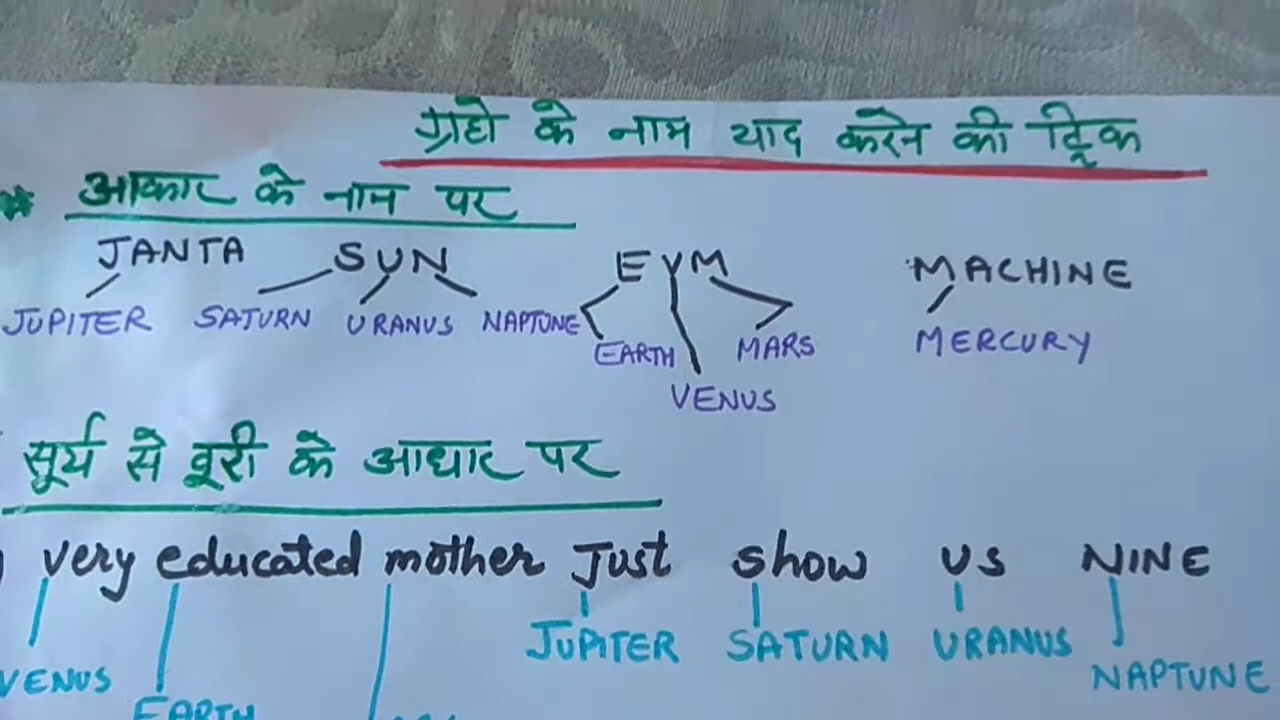 ग्रहो के नाम याद करने की ट्रिक
आकार के नाम पर
JANTA SUN EVM MACHINE
JUPITER SATURN URANUS NAPTUNE EARTH VENUS MARS MERCURY
सूर्य से दूरी के आधार पर
very educated mother Just show us NINE
VENUS EARTH JUPITER SATURN URANUS NAPTUNE